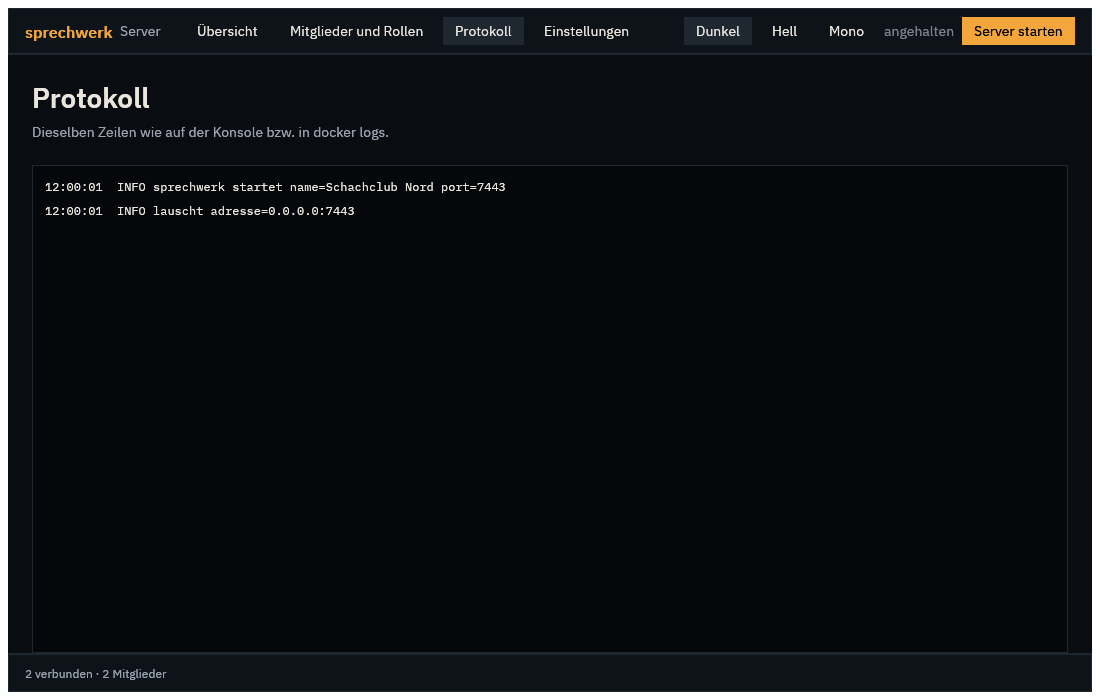 sprechwerk Server Übersicht Mitglieder und Rollen Protokoll Einstellungen Dunkel Hell Mono angehalten Server starten
Protokoll
Dieselben Zeilen wie auf der Konsole bzw. in docker logs.
12:00:01  INFO sprechwerk startet name=Schachclub Nord port=7443
12:00:01  INFO lauscht adresse=0.0.0.0:7443
2 verbunden · 2 Mitglieder